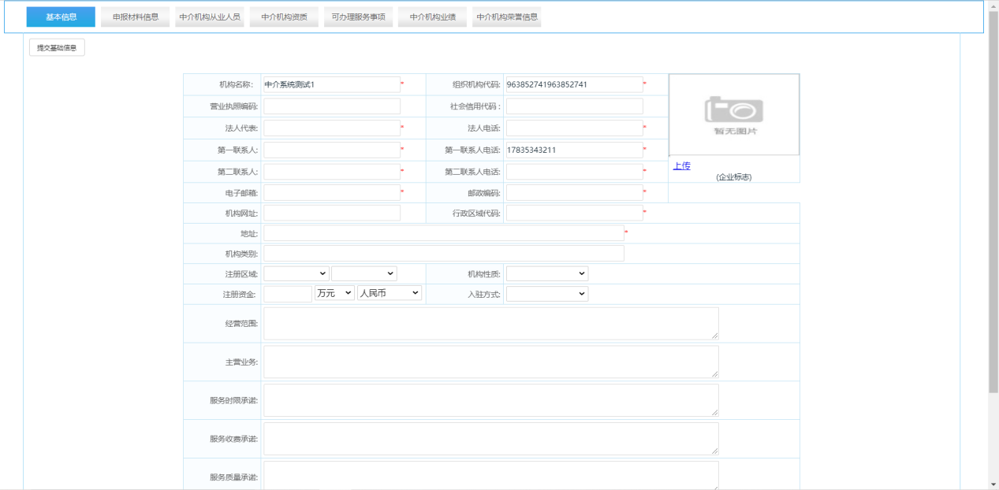 基本信息 申报材料信息 中介机构从业人员 中介机构资质 可办理服务事项 中介机构业绩 中介机构荣誉信息
提交基础信息
机构名称: 中介系统测试1 * 组织机构代码: 963852741963852741 *
营业执照编码: 社会信用代码:
暂无图片
法人代表: * 法人电话: *
第一联系人: * 第一联系人电话: 17835343211 *
第二联系人: * 第二联系人电话: * 上传
(企业标志)
电子邮箱: * 邮政编码: *
机构网址: 行政区域代码: *
地址: *
机构类别:
注册区域: 机构性质:
注册资金: 万元 人民币 入驻方式:
经营范围:
主营业务:
服务时限承诺:
服务收费承诺:
服务质量承诺: